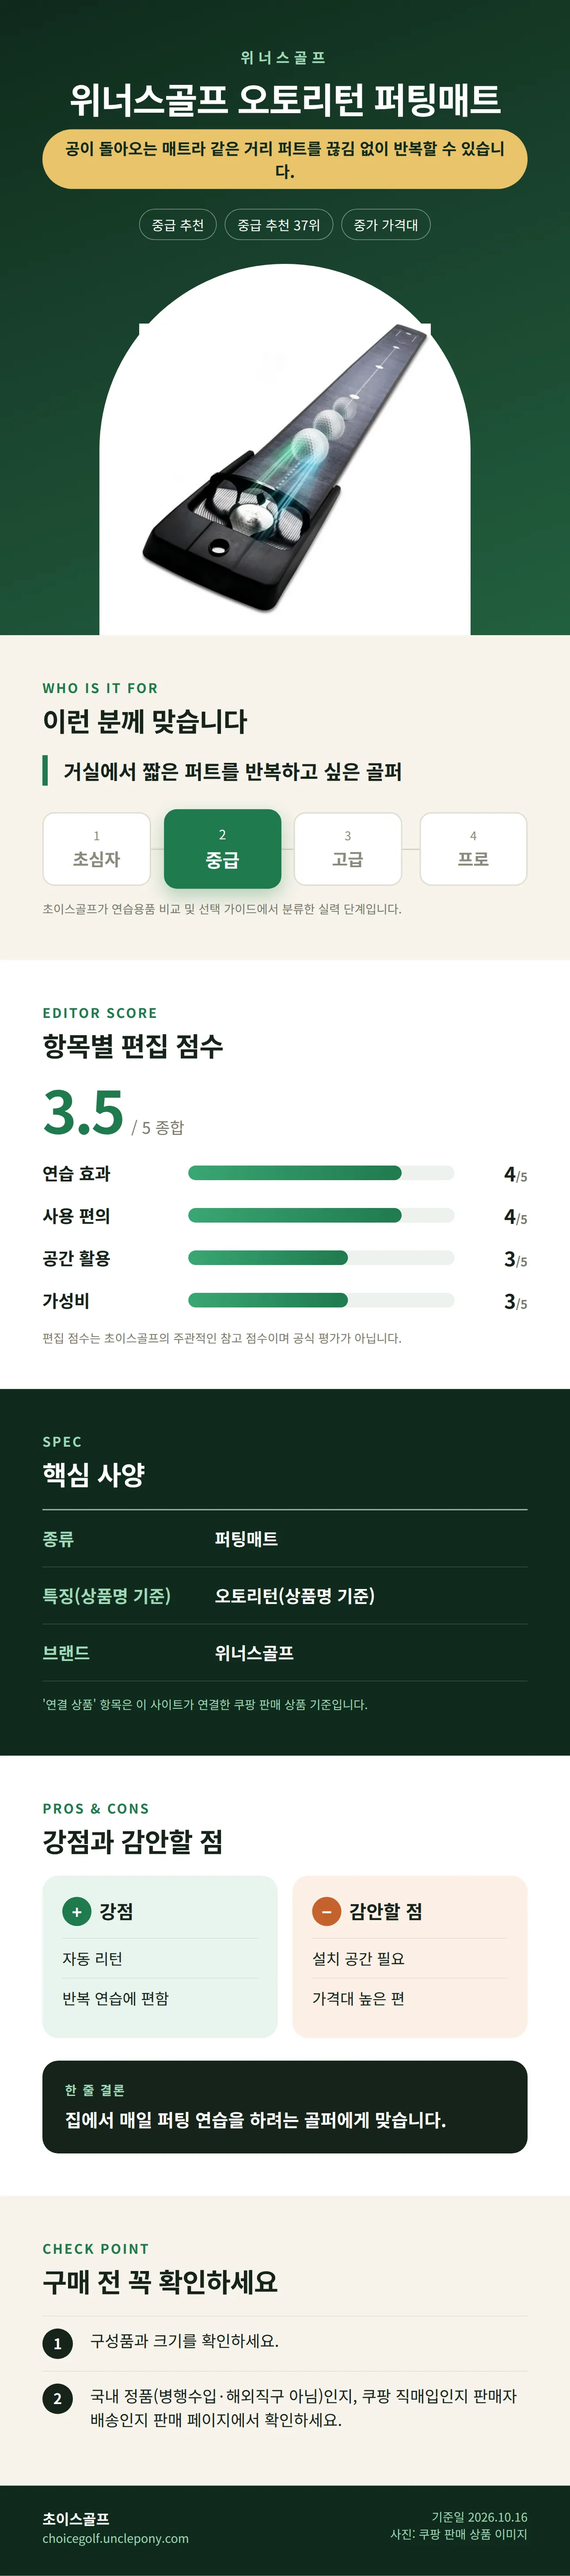 위너스골프
위너스골프 오토리턴 퍼팅매트
공이 돌아오는 매트라 같은 거리 퍼트를 끊김 없이 반복할 수 있습니
다.
중급 추천
중급 추천 37위
중가 가격대
WHO IS IT FOR
이런 분께 맞습니다
거실에서 짧은 퍼트를 반복하고 싶은 골퍼
1
초심자
2
중급
3
고급
4
프로
초이스골프가 연습용품 비교 및 선택 가이드에서 분류한 실력 단계입니다.
EDITOR SCORE
항목별 편집 점수
3.5 / 5 종합
연습 효과 4/5
사용 편의 4/5
공간 활용 3/5
가성비 3/5
편집 점수는 초이스골프의 주관적인 참고 점수이며 공식 평가가 아닙니다.
SPEC
핵심 사양
종류 퍼팅매트
특징(상품명 기준) 오토리턴(상품명 기준)
브랜드 위너스골프
'연결 상품' 항목은 이 사이트가 연결한 쿠팡 판매 상품 기준입니다.
PROS & CONS
강점과 감안할 점
+ 강점
자동 리턴
반복 연습에 편함
− 감안할 점
설치 공간 필요
가격대 높은 편
한 줄 결론
집에서 매일 퍼팅 연습을 하려는 골퍼에게 맞습니다.
CHECK POINT
구매 전 꼭 확인하세요
1 구성품과 크기를 확인하세요.
2 국내 정품(병행수입·해외직구 아님)인지, 쿠팡 직매입인지 판매자
배송인지 판매 페이지에서 확인하세요.
초이스골프
choicegolf.unclepony.com
기준일 2026.10.16
사진: 쿠팡 판매 상품 이미지